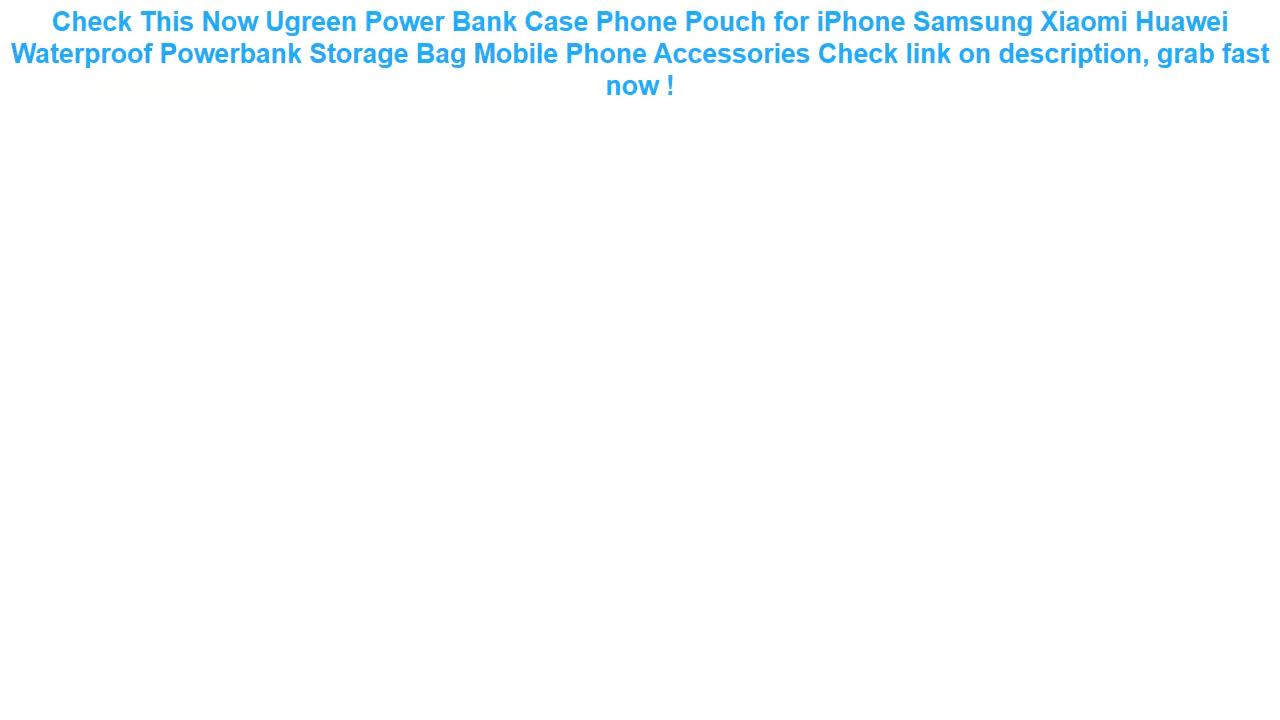 Check This Now Ugreen Power Bank Case Phone Pouch for iPhone Samsung Xiaomi Huawei
Waterproof Powerbank Storage Bag Mobile Phone Accessories Check link on description, grab fast
now !